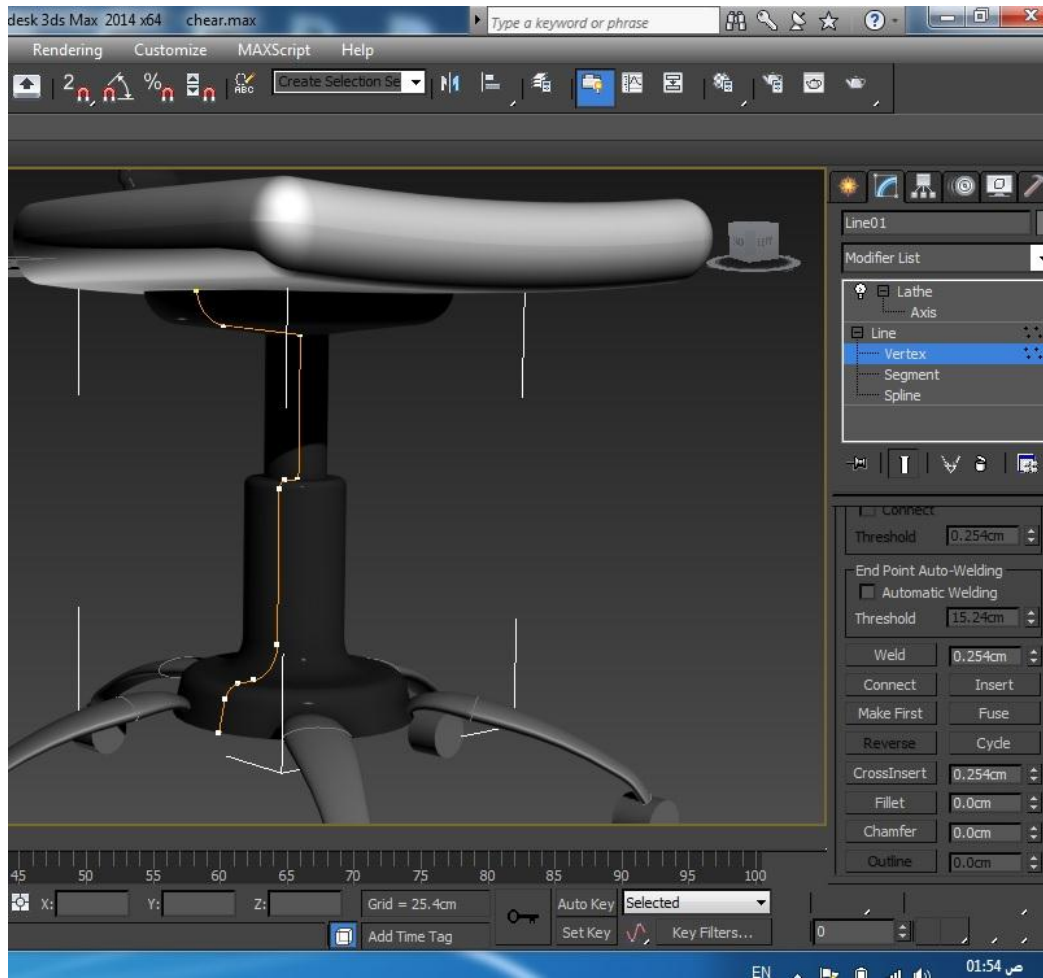 desk 3ds Max 2014 x64 chear.max Type a keyword or phrase
Rendering Customize MAXScript Help
2 % ABC Create Selection Se
Line01
Modifier List
Lathe
Axis
Line
Vertex
Segment
Spline
Connect
Threshold 0.254cm
End Point Auto-Welding
Automatic Welding
Threshold 15.24cm
Weld 0.254cm
Connect Insert
Make First Fuse
Reverse Cycle
CrossInsert 0.254cm
Fillet 0.0cm
Chamfer 0.0cm
Outline 0.0cm
LEFT
45 50 55 60 65 70 75 80 85 90 95 100
X: Y: Z: Grid = 25.4cm Auto Key Selected
Add Time Tag Set Key Key Filters... 0
EN 01:54 ص